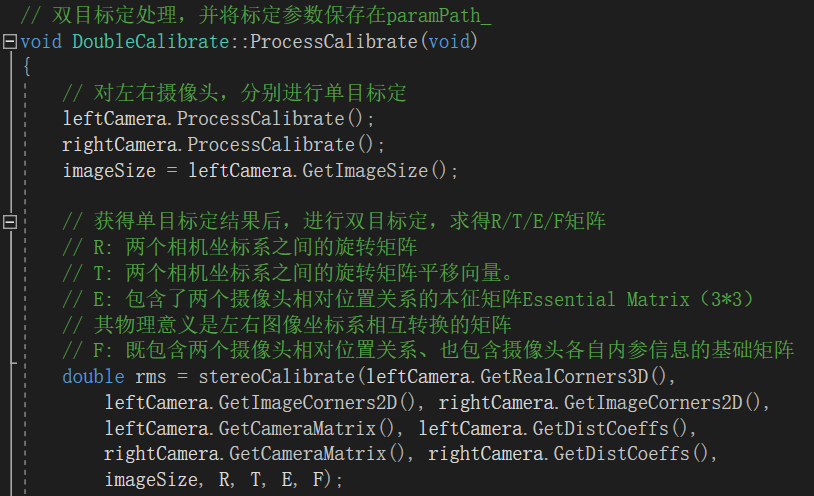 // 双目标定处理，并将标定参数保存在paramPath_
void DoubleCalibrate::ProcessCalibrate(void)
{
// 对左右摄像头，分别进行单目标定
leftCamera.ProcessCalibrate();
rightCamera.ProcessCalibrate();
imageSize = leftCamera.GetImageSize();
// 获得单目标定结果后，进行双目标定，求得R/T/E/F矩阵
// R: 两个相机坐标系之间的旋转矩阵
// T: 两个相机坐标系之间的旋转矩阵平移向量。
// E: 包含了两个摄像头相对位置关系的本征矩阵Essential Matrix（3*3）
// 其物理意义是左右图像坐标系相互转换的矩阵
// F: 既包含两个摄像头相对位置关系、也包含摄像头各自内参信息的基础矩阵
double rms = stereoCalibrate(leftCamera.GetRealCorners3D(),
leftCamera.GetImageCorners2D(), rightCamera.GetImageCorners2D(),
leftCamera.GetCameraMatrix(), leftCamera.GetDistCoeffs(),
rightCamera.GetCameraMatrix(), rightCamera.GetDistCoeffs(),
imageSize, R, T, E, F);